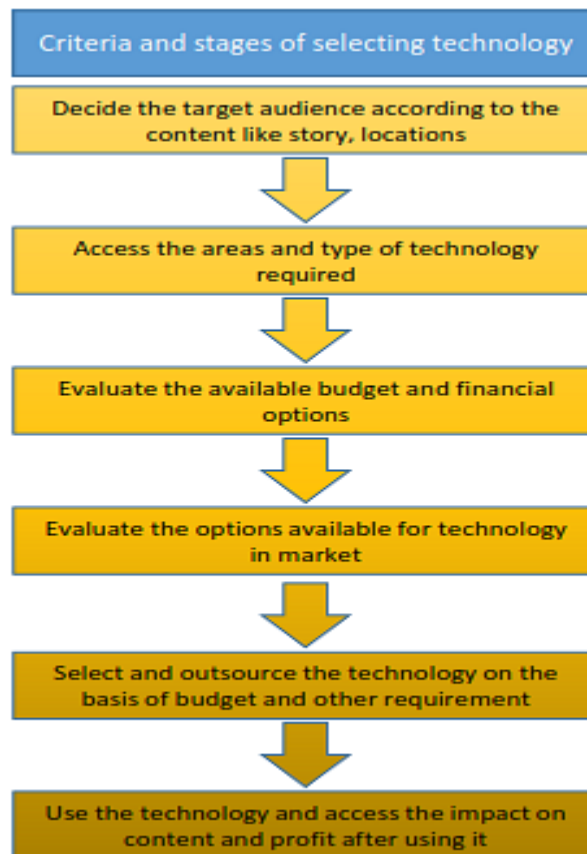 Criteria and stages of selecting technology
Decide the target audience according to the
content like story, locations
Access the areas and type of technology
required
Evaluate the available budget and financial
options
Evaluate the options available for technology
in market
Select and outsource the technology on the
basis of budget and other requirement
Use the technology and access the impact on
content and profit after using it